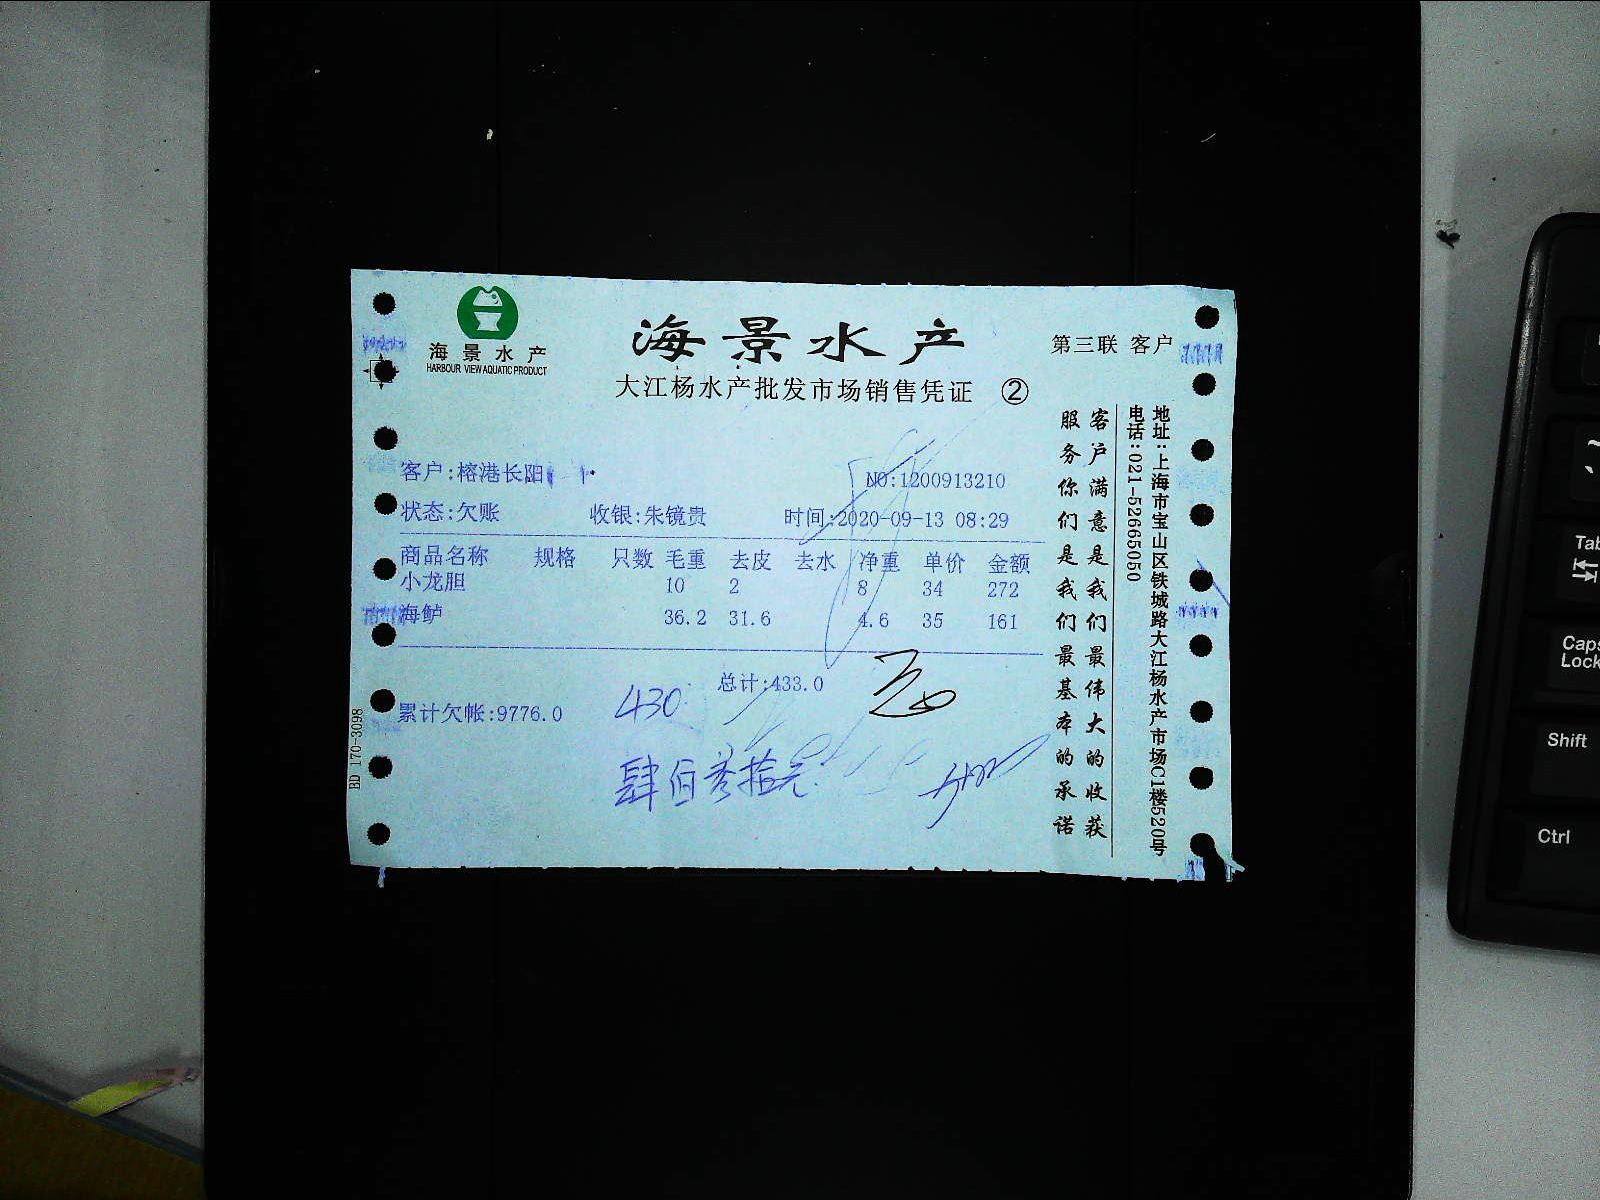 海景水产
HARBOUR VIEW AQUATIC PRODUCT
海景水产
大江杨水产批发市场销售凭证 ②
第三联 客户
客户:榕港长阳
NO:1200913210
状态:欠账 收银:朱镜贵 时间:2020-09-13 08:29
商品名称 规格 只数 毛重 去皮 去水 净重 单价 金额
小龙胆 10 2 8 34 272
海鲈 36.2 31.6 4.6 35 161
总计:433.0
累计欠帐:9776.0
430
肆佰叁拾元
客户满意是我们最伟大的收获
服务你们是我们最基本的承诺
地址:上海市宝山区铁城路大江杨水产市场C1楼520号
电话:021-52665050
BD 170-3098
Tab
Caps
Lock
Shift
Ctrl